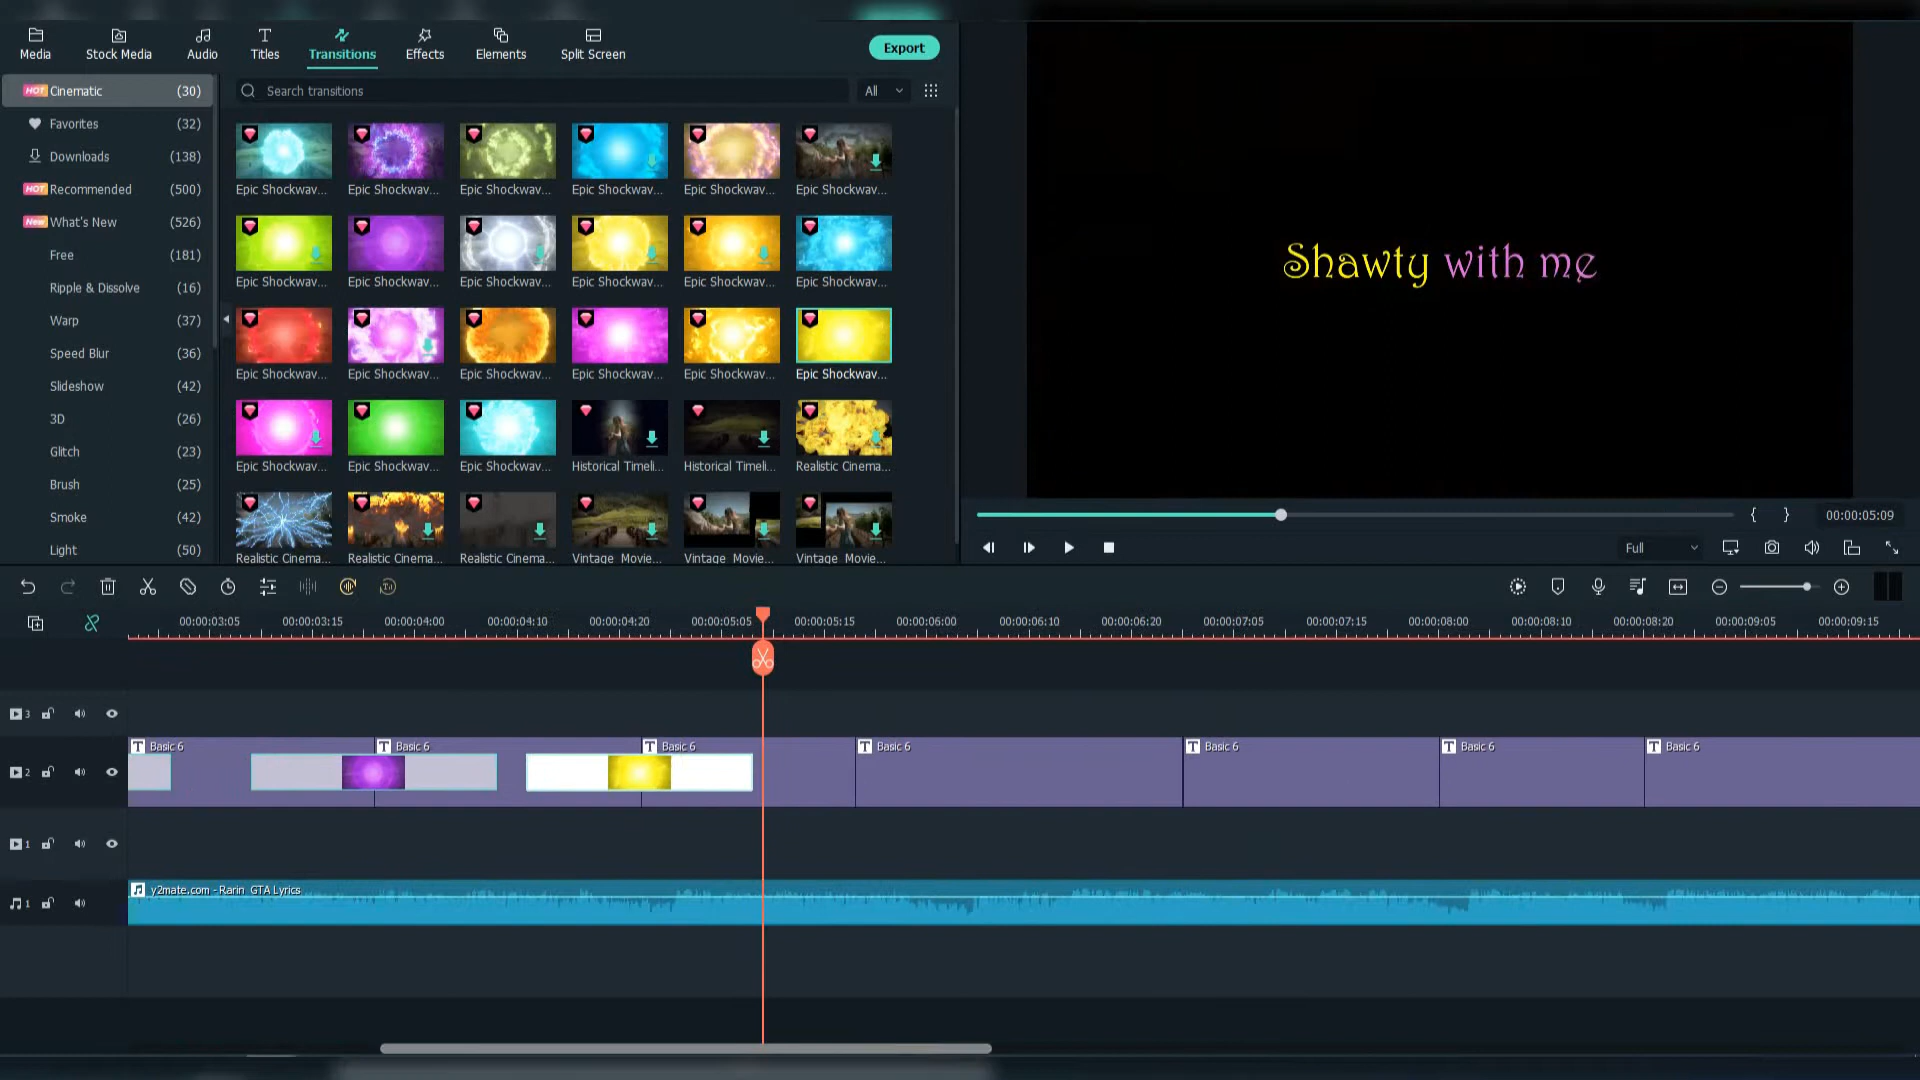 Media
Stock Media
Audio
Titles
Transitions
Effects
Elements
Split Screen
Export
HOT Cinematic (30)
Favorites (32)
Downloads (138)
HOT Recommended (500)
New What's New (526)
Free (181)
Ripple & Dissolve (16)
Warp (37)
Speed Blur (36)
Slideshow (42)
3D (26)
Glitch (23)
Brush (25)
Smoke (42)
Light (50)
Search transitions
All
Epic Shockwav... Epic Shockwav... Epic Shockwav... Epic Shockwav... Epic Shockwav... Epic Shockwav...
Epic Shockwav... Epic Shockwav... Epic Shockwav... Epic Shockwav... Epic Shockwav... Epic Shockwav...
Epic Shockwav... Epic Shockwav... Epic Shockwav... Epic Shockwav... Epic Shockwav... Epic Shockwav...
Epic Shockwav... Epic Shockwav... Epic Shockwav... Historical Timeli... Historical Timeli... Realistic Cinema...
Realistic Cinema... Realistic Cinema... Realistic Cinema... Vintage Movie... Vintage Movie... Vintage Movie...
Shawty with me
{ } 00:00:05:09
Full
00:00:03:05 00:00:03:15 00:00:04:00 00:00:04:10 00:00:04:20 00:00:05:05 00:00:05:15 00:00:06:00 00:00:06:10 00:00:06:20 00:00:07:05 00:00:07:15 00:00:08:00 00:00:08:10 00:00:08:20 00:00:09:05 00:00:09:15
3
T Basic 6 T Basic 6 T Basic 6 T Basic 6 T Basic 6 T Basic 6 T Basic 6
2
1
y2mate.com - Rarin GTA Lyrics
1